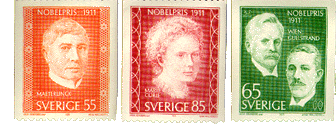 NOBELPRIS 1911
MAETERLINCK
SVERIGE 55
NOBELPRIS 1911
MARIE
CURIE
SVERIGE 85
65
NOBELPRIS
1911
WIEN
GULLSTRAND
SVERIGE